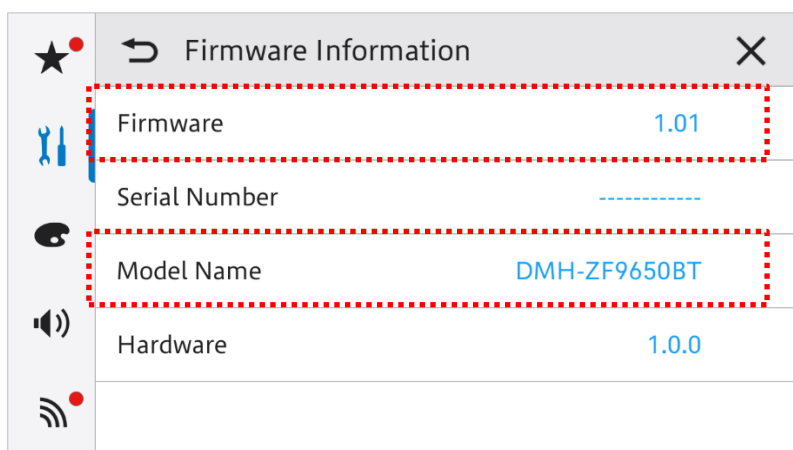 Firmware Information
Firmware 1.01
Serial Number ------------
Model Name DMH-ZF9650BT
Hardware 1.0.0